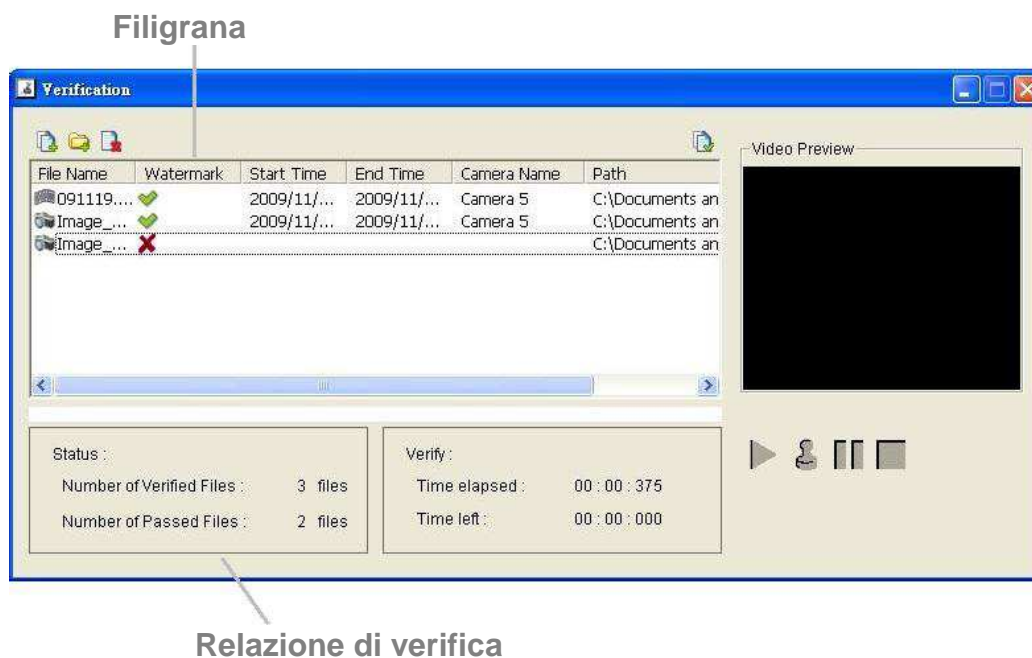 Filigrana
Verification
File Name Watermark Start Time End Time Camera Name Path
091119.... 2009/11/... 2009/11/... Camera 5 C:\Documents an
Image_... 2009/11/... 2009/11/... Camera 5 C:\Documents an
Image_... C:\Documents an
Video Preview
Status :
Number of Verified Files : 3 files
Number of Passed Files : 2 files
Verify :
Time elapsed : 00 : 00 : 375
Time left : 00 : 00 : 000
Relazione di verifica